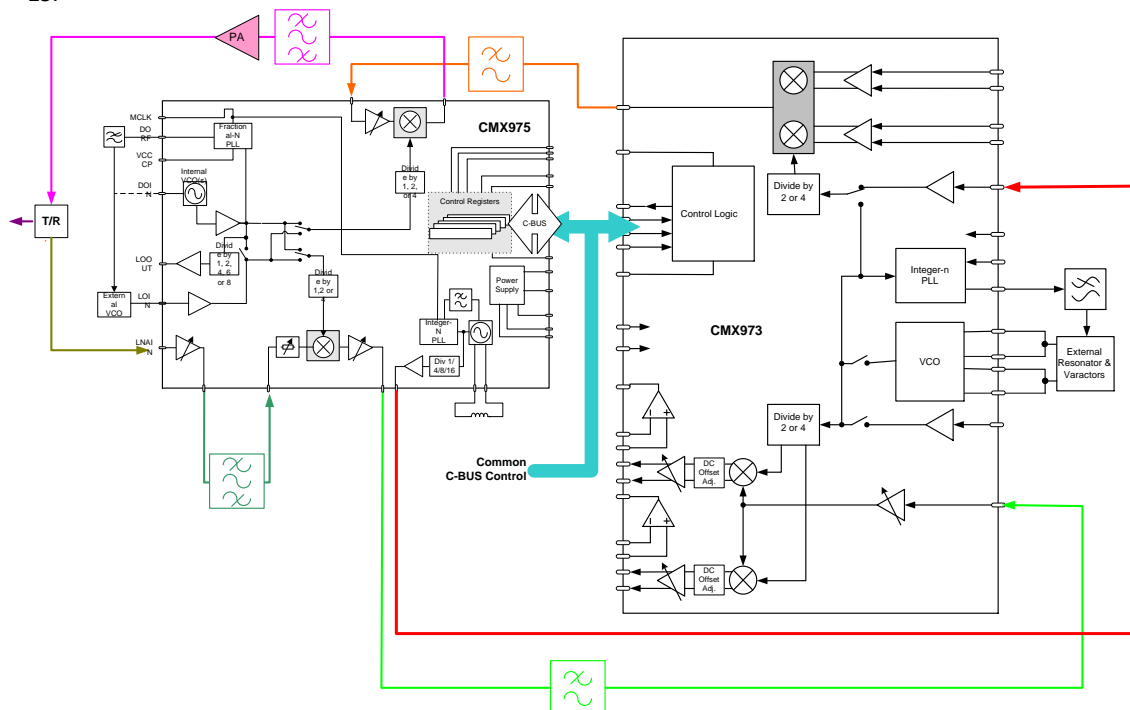 PA
CMX975
MCLK
DO
RF
Fraction
al-N
PLL
VCC
CP
Internal
VCO(s)
DOI
N
T/R
LOO
UT
Divid
e by
1, 2,
4, 6
or 8
Extern
al
VCO
LOI
N
LNAI
N
Divid
e by
1, 2,
or 4
Divid
e by
1,2 or
4
Control Registers
C-BUS
Power
Supply
Integer-
N
PLL
Div 1/
4/8/16
Common
C-BUS Control
Control Logic
Divide by
2 or 4
Integer-n
PLL
CMX973
VCO
External
Resonator &
Varactors
Divide by
2 or 4
DC
Offset
Adj.
DC
Offset
Adj.